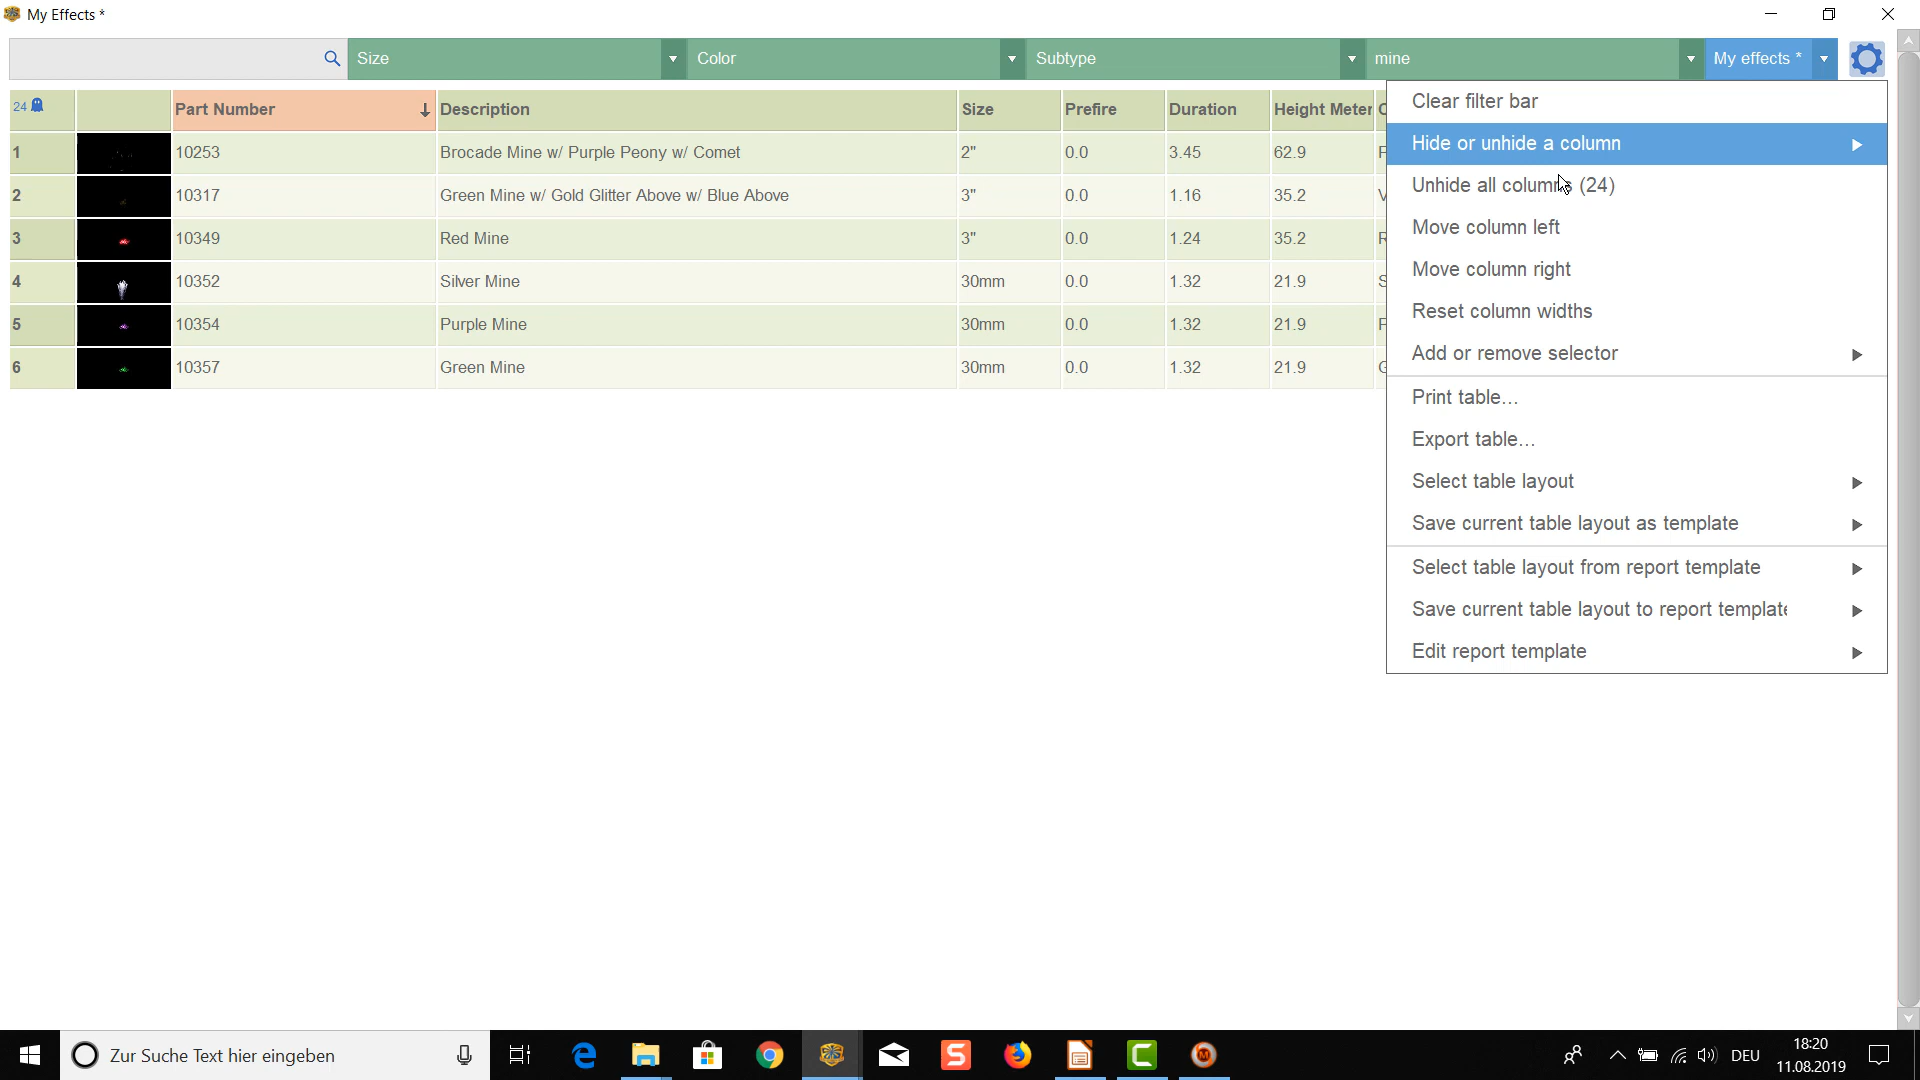 My Effects *
Size Color Subtype mine My effects *
24 Part Number Description Size Prefire Duration Height Meter C
1 10253 Brocade Mine w/ Purple Peony w/ Comet 2" 0.0 3.45 62.9
2 10317 Green Mine w/ Gold Glitter Above w/ Blue Above 3" 0.0 1.16 35.2
3 10349 Red Mine 3" 0.0 1.24 35.2
4 10352 Silver Mine 30mm 0.0 1.32 21.9
5 10354 Purple Mine 30mm 0.0 1.32 21.9
6 10357 Green Mine 30mm 0.0 1.32 21.9
Clear filter bar
Hide or unhide a column
Unhide all columns (24)
Move column left
Move column right
Reset column widths
Add or remove selector
Print table...
Export table...
Select table layout
Save current table layout as template
Select table layout from report template
Save current table layout to report template
Edit report template
Zur Suche Text hier eingeben
DEU
18:20
11.08.2019